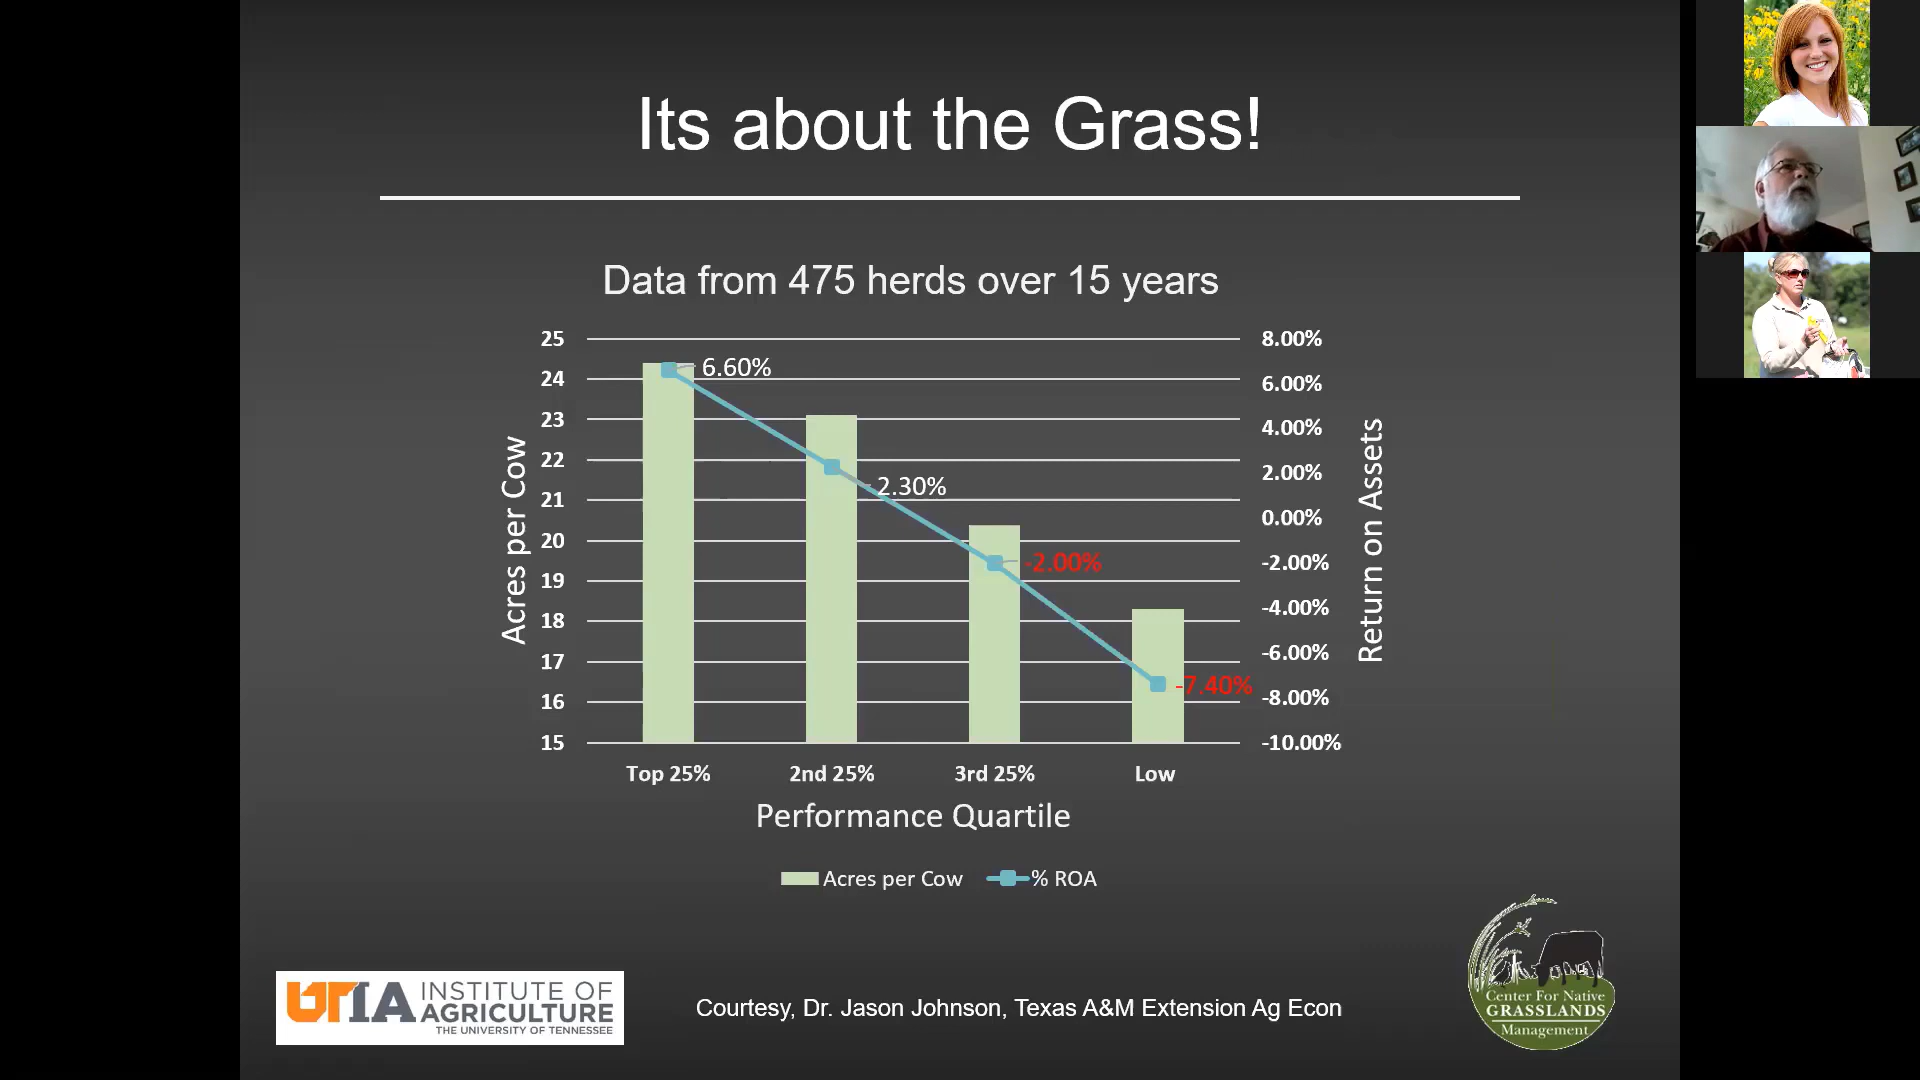 Its about the Grass!
Data from 475 herds over 15 years
Acres per Cow
25
24
23
22
21
20
19
18
17
16
15
6.60%
2.30%
-2.00%
-7.40%
8.00%
6.00%
4.00%
2.00%
0.00%
-2.00%
-4.00%
-6.00%
-8.00%
-10.00%
Return on Assets
Top 25% 2nd 25% 3rd 25% Low
Performance Quartile
Acres per Cow % ROA
UTIA INSTITUTE OF
AGRICULTURE
THE UNIVERSITY OF TENNESSEE
Courtesy, Dr. Jason Johnson, Texas A&M Extension Ag Econ
Center For Native
GRASSLANDS
Management